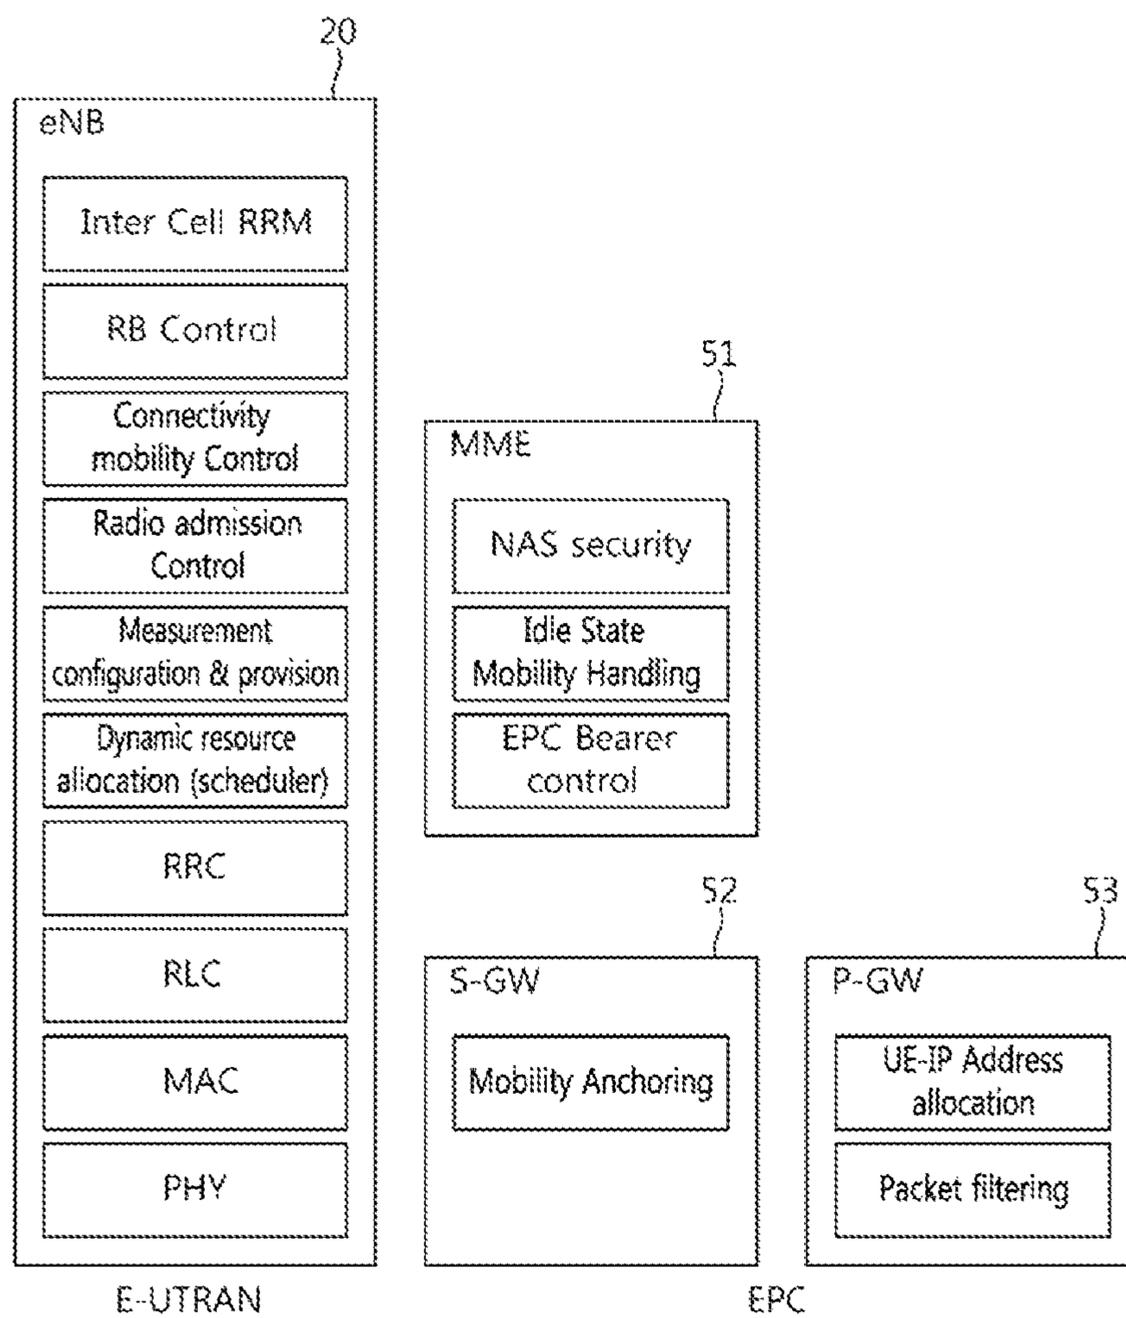 20
eNB
Inter Cell RRM
RB Control
Connectivity
mobility Control
Radio admission
Control
Measurement
configuration & provision
Dynamic resource
allocation (scheduler)
RRC
RLC
MAC
PHY
E-UTRAN
51
MME
NAS security
Idle State
Mobility Handling
EPC Bearer
control
52
S-GW
Mobility Anchoring
53
P-GW
UE-IP Address
allocation
Packet filtering
EPC